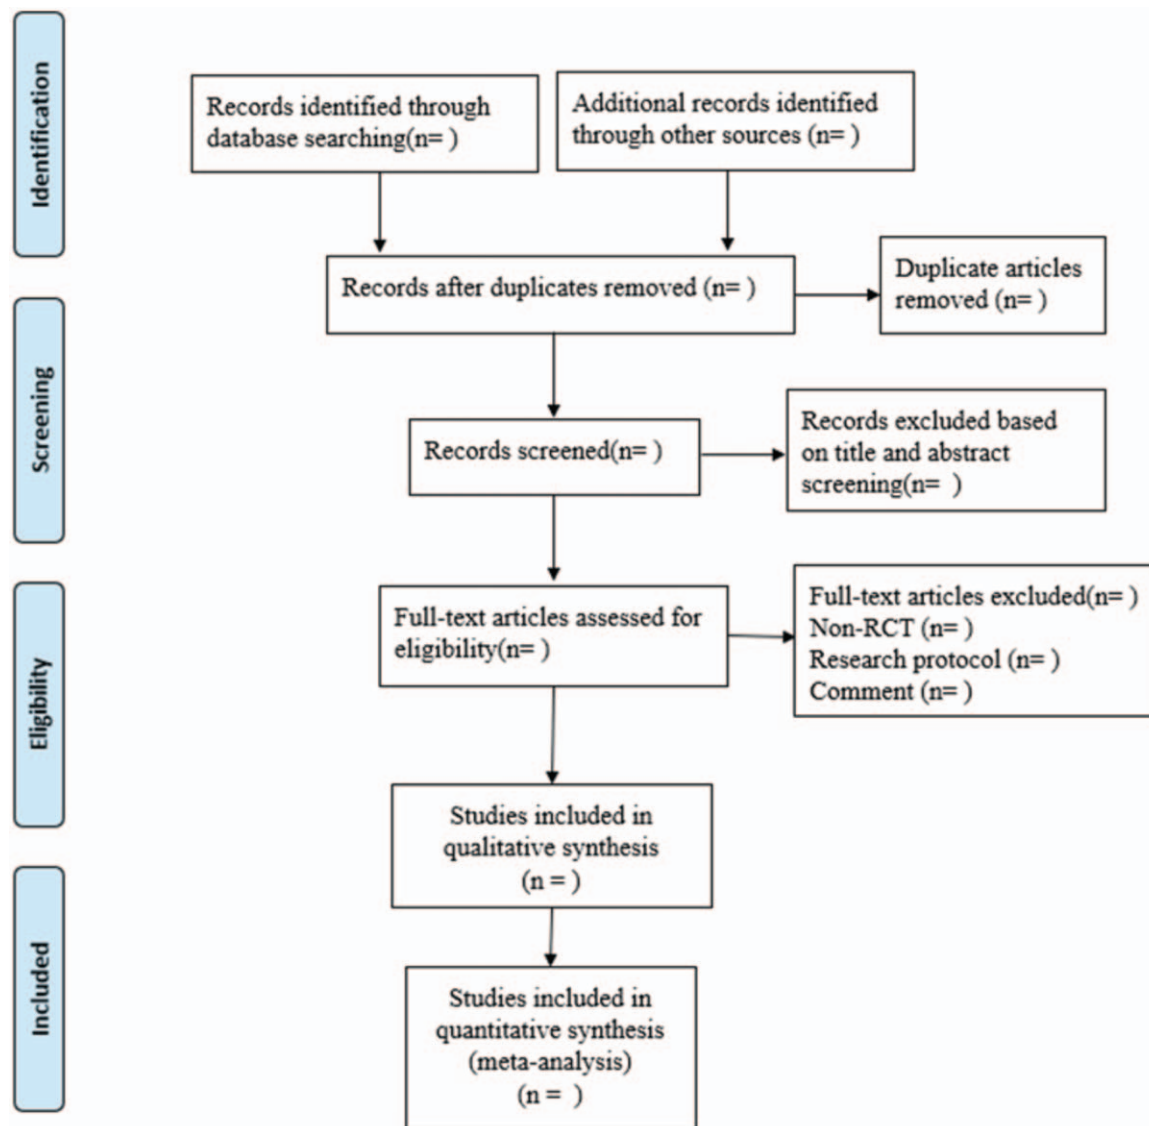 Identification
Records identified through
database searching(n= )
Additional records identified
through other sources (n= )
Records after duplicates removed (n= )
Duplicate articles
removed (n= )
Screening
Records screened(n= )
Records excluded based
on title and abstract
screening(n=  )
Eligibility
Full-text articles assessed for
eligibility(n= )
Full-text articles excluded(n= )
Non-RCT (n= )
Research protocol (n= )
Comment (n= )
Studies included in
qualitative synthesis
(n = )
Included
Studies included in
quantitative synthesis
(meta-analysis)
(n =  )